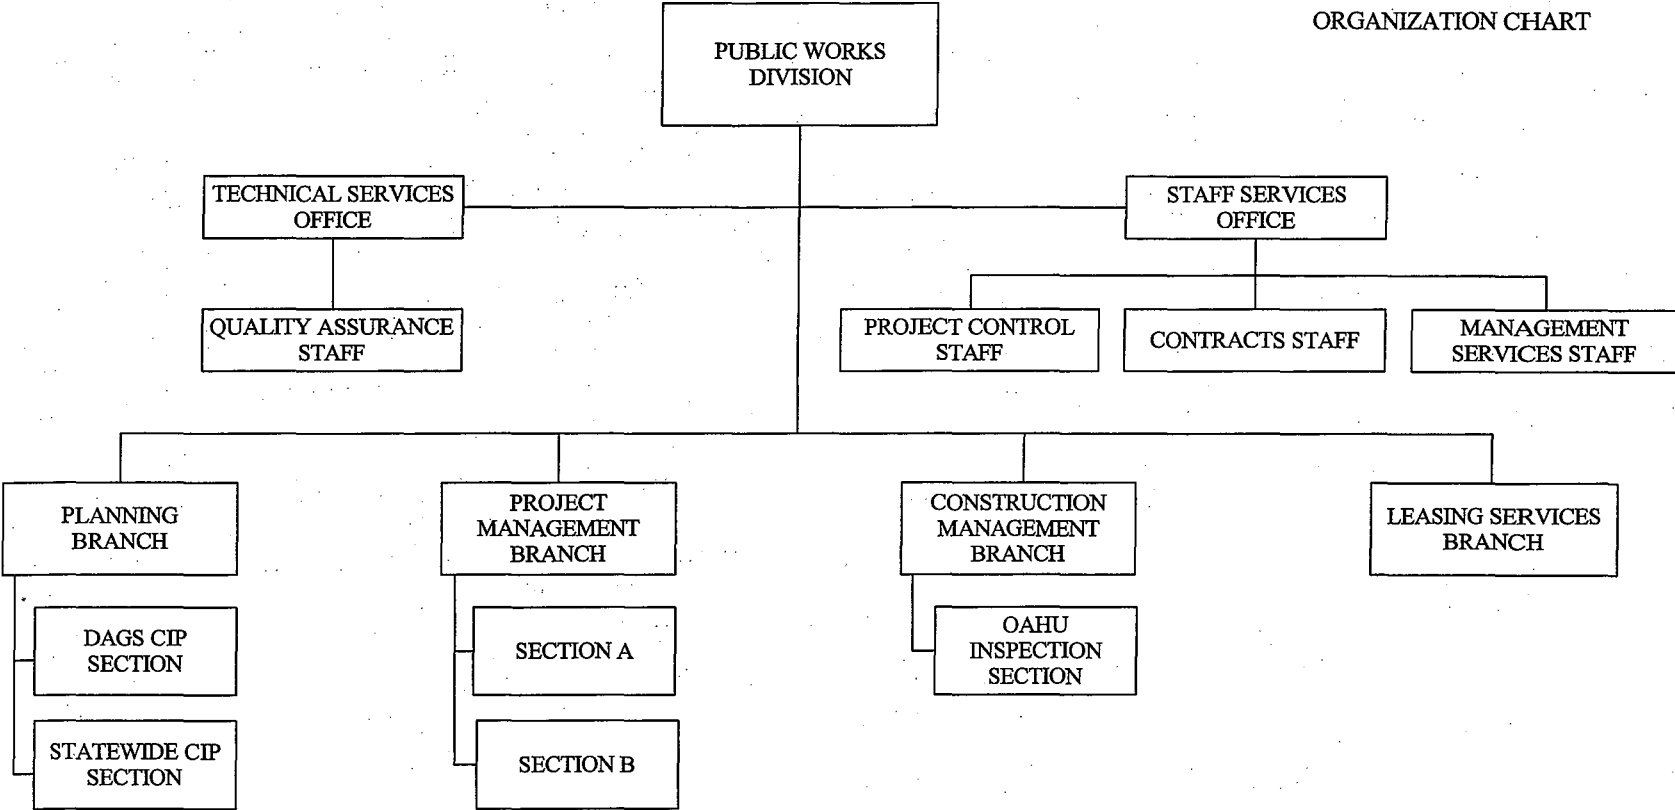 ORGANIZATION CHART
PUBLIC WORKS
DIVISION
TECHNICAL SERVICES
OFFICE
STAFF SERVICES
OFFICE
QUALITY ASSURANCE
STAFF
PROJECT CONTROL
STAFF
CONTRACTS STAFF
MANAGEMENT
SERVICES STAFF
PLANNING
BRANCH
PROJECT
MANAGEMENT
BRANCH
CONSTRUCTION
MANAGEMENT
BRANCH
LEASING SERVICES
BRANCH
DAGS CIP
SECTION
SECTION A
OAHU
INSPECTION
SECTION
STATEWIDE CIP
SECTION
SECTION B